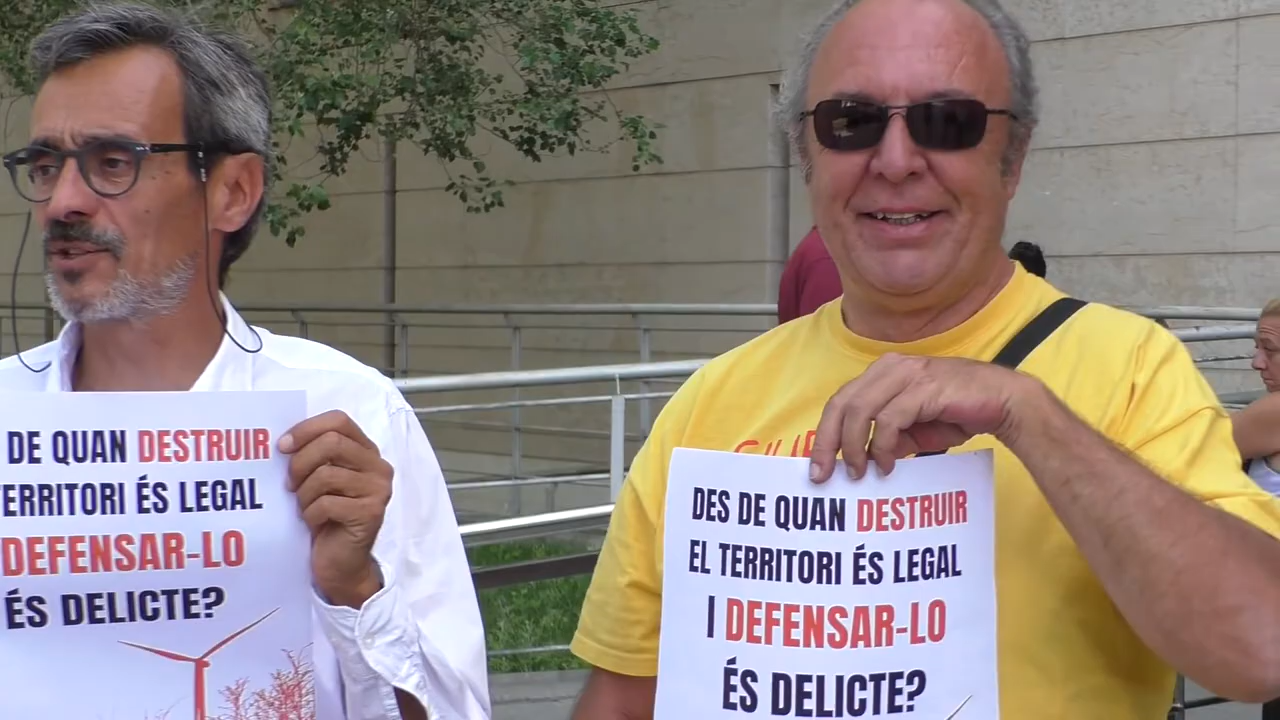 DE QUAN DESTRUIR
TERRITORI ÉS LEGAL
DEFENSAR-LO
ÉS DELICTE?
DES DE QUAN DESTRUIR
EL TERRITORI ÉS LEGAL
I DEFENSAR-LO
ÉS DELICTE?